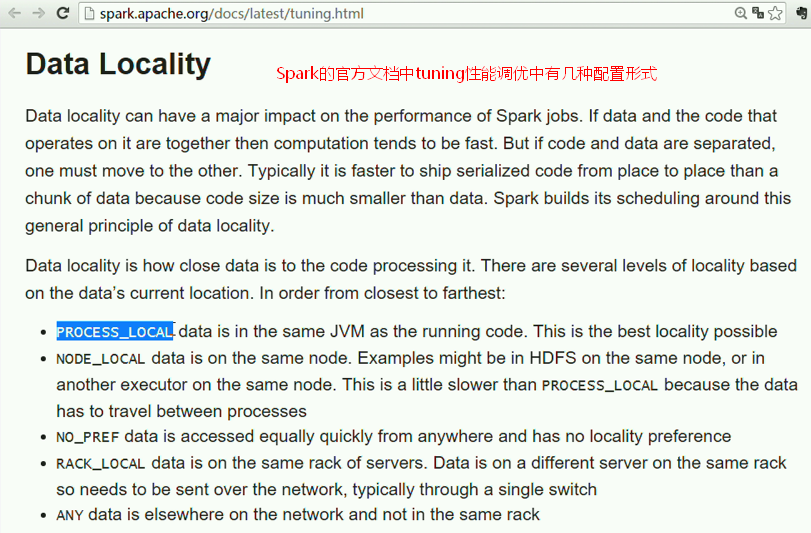 spark.apache.org/docs/latest/tuning.html
Data Locality
Spark的官方文档中tuning性能调优中有几种配置形式
Data locality can have a major impact on the performance of Spark jobs. If data and the code that
operates on it are together then computation tends to be fast. But if code and data are separated,
one must move to the other. Typically it is faster to ship serialized code from place to place than a
chunk of data because code size is much smaller than data. Spark builds its scheduling around this
general principle of data locality.
Data locality is how close data is to the code processing it. There are several levels of locality based
on the data’s current location. In order from closest to farthest:
• PROCESS_LOCAL data is in the same JVM as the running code. This is the best locality possible
• NODE_LOCAL data is on the same node. Examples might be in HDFS on the same node, or in
another executor on the same node. This is a little slower than PROCESS_LOCAL because the data
has to travel between processes
• NO_PREF data is accessed equally quickly from anywhere and has no locality preference
• RACK_LOCAL data is on the same rack of servers. Data is on a different server on the same rack
so needs to be sent over the network, typically through a single switch
• ANY data is elsewhere on the network and not in the same rack